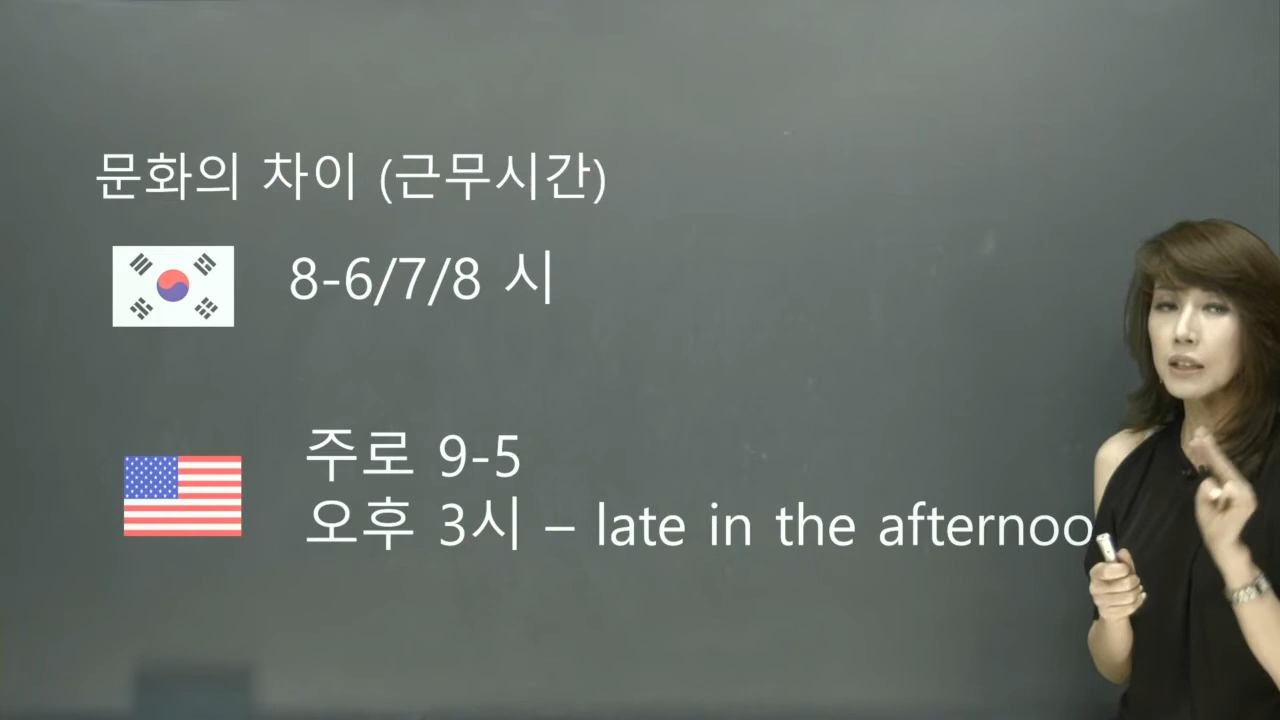 문화의 차이 (근무시간)
8-6/7/8 시
주로 9-5
오후 3시 – late in the afternoo